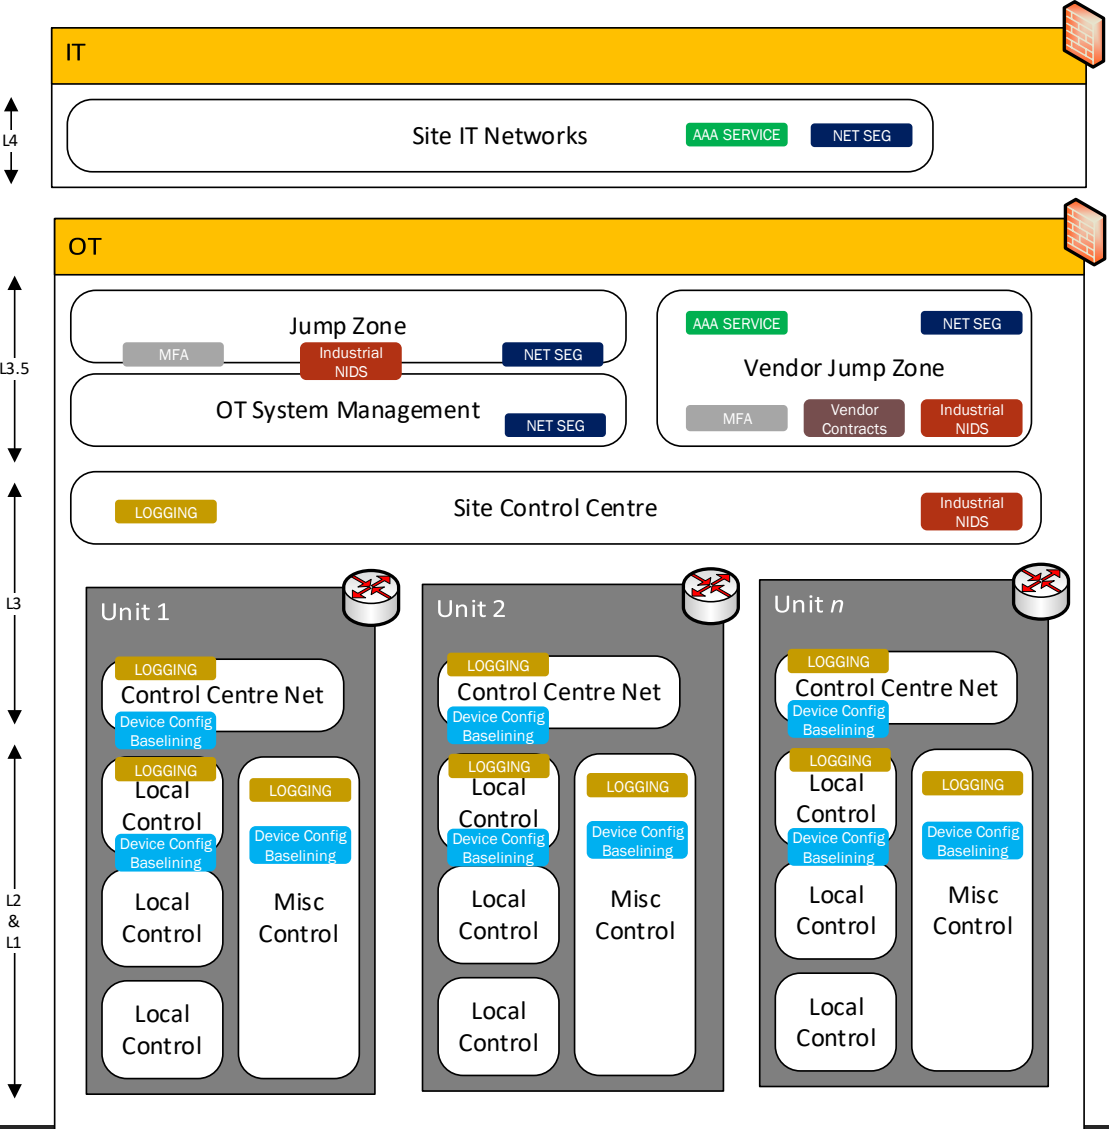 IT
L4
Site IT Networks
AAA SERVICE
NET SEG
OT
L3.5
Jump Zone
MFA
Industrial
NIDS
NET SEG
OT System Management
NET SEG
AAA SERVICE
NET SEG
Vendor Jump Zone
MFA
Vendor
Contracts
Industrial
NIDS
L3
LOGGING
Site Control Centre
Industrial
NIDS
Unit 1
LOGGING
Control Centre Net
Device Config
Baselining
LOGGING
Local
Control
Device Config
Baselining
Local
Control
Local
Control
LOGGING
Device Config
Baselining
Misc
Control
Unit 2
LOGGING
Control Centre Net
Device Config
Baselining
LOGGING
Local
Control
Device Config
Baselining
Local
Control
Local
Control
LOGGING
Device Config
Baselining
Misc
Control
Unit n
LOGGING
Control Centre Net
Device Config
Baselining
LOGGING
Local
Control
Device Config
Baselining
Local
Control
Local
Control
LOGGING
Device Config
Baselining
Misc
Control
L2
&
L1